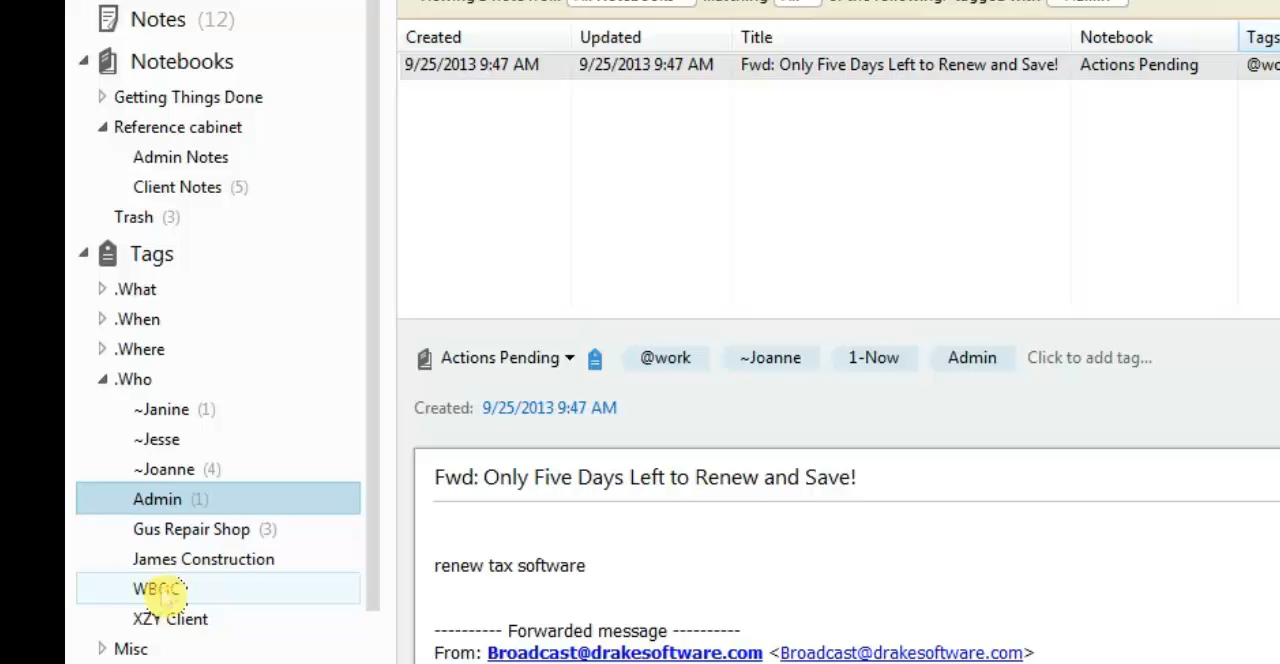 Notes (12)
Notebooks
Getting Things Done
Reference cabinet
Admin Notes
Client Notes (5)
Trash (3)
Tags
.What
.When
.Where
.Who
~Janine (1)
~Jesse
~Joanne (4)
Admin (1)
Gus Repair Shop (3)
James Construction
XZY Client
Misc
Created Updated Title Notebook Tags
9/25/2013 9:47 AM 9/25/2013 9:47 AM Fwd: Only Five Days Left to Renew and Save! Actions Pending
Actions Pending @work ~Joanne 1-Now Admin Click to add tag...
Created: 9/25/2013 9:47 AM
Fwd: Only Five Days Left to Renew and Save!
renew tax software
---------- Forwarded message ----------
From: Broadcast@drakesoftware.com <Broadcast@drakesoftware.com>